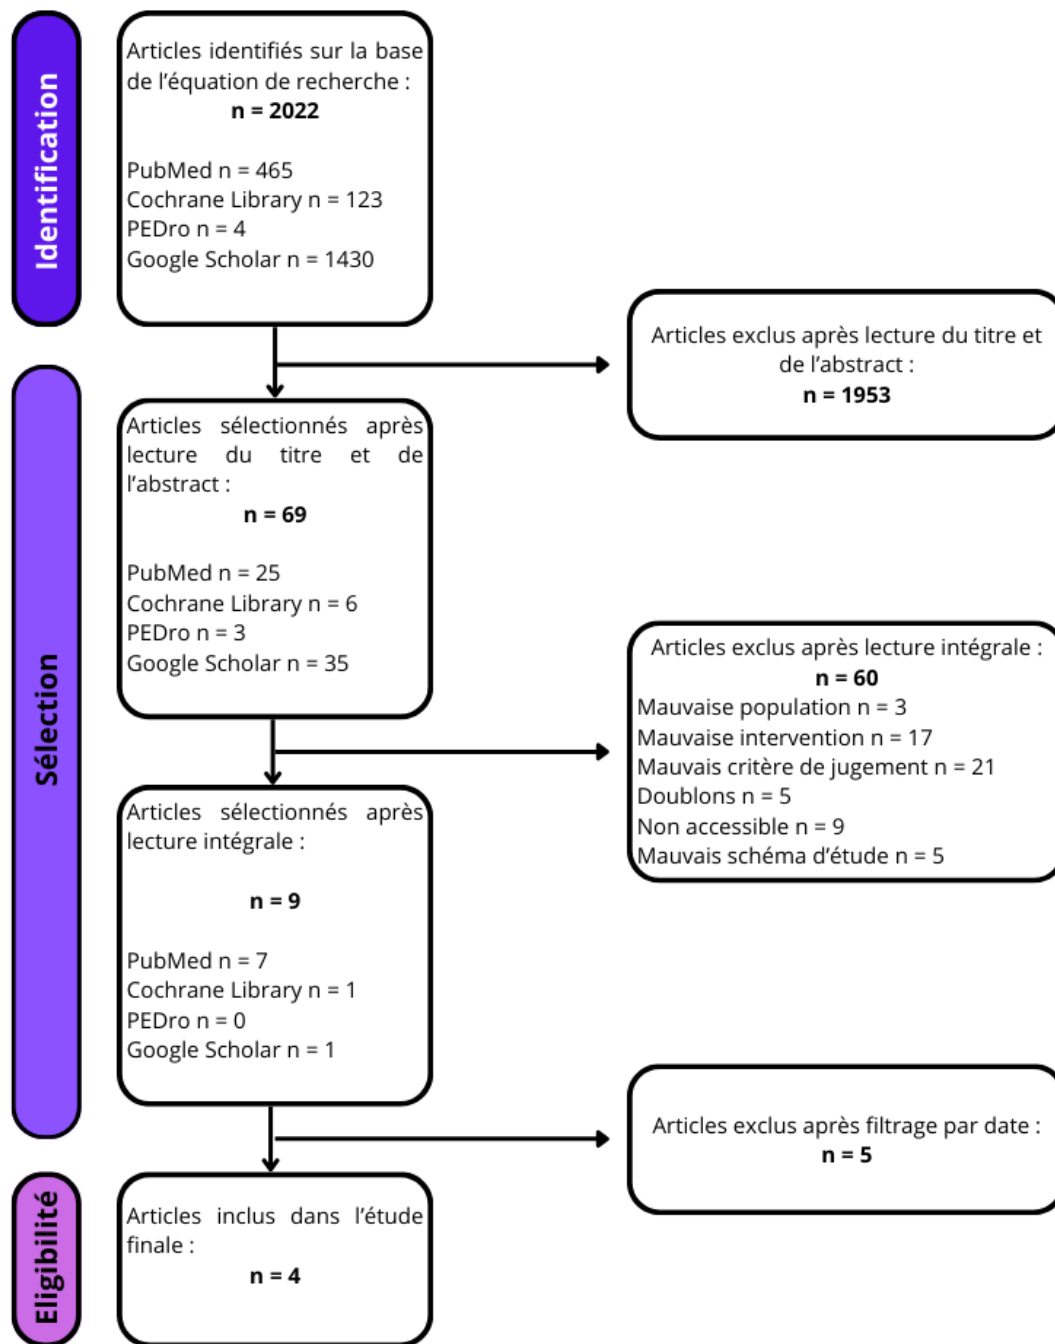 Identification
Articles identifiés sur la base
de l'équation de recherche :
n = 2022
PubMed n = 465
Cochrane Library n = 123
PEDro n = 4
Google Scholar n = 1430
Articles exclus après lecture du titre et
de l'abstract :
n = 1953
Sélection
Articles sélectionnés après
lecture du titre et de
l'abstract :
n = 69
PubMed n = 25
Cochrane Library n = 6
PEDro n = 3
Google Scholar n = 35
Articles exclus après lecture intégrale :
n = 60
Mauvaise population n = 3
Mauvaise intervention n = 17
Mauvais critère de jugement n = 21
Doublons n = 5
Non accessible n = 9
Mauvais schéma d'étude n = 5
Articles sélectionnés après
lecture intégrale :
n = 9
PubMed n = 7
Cochrane Library n = 1
PEDro n = 0
Google Scholar n = 1
Articles exclus après filtrage par date :
n = 5
Eligibilité
Articles inclus dans l'étude
finale :
n = 4